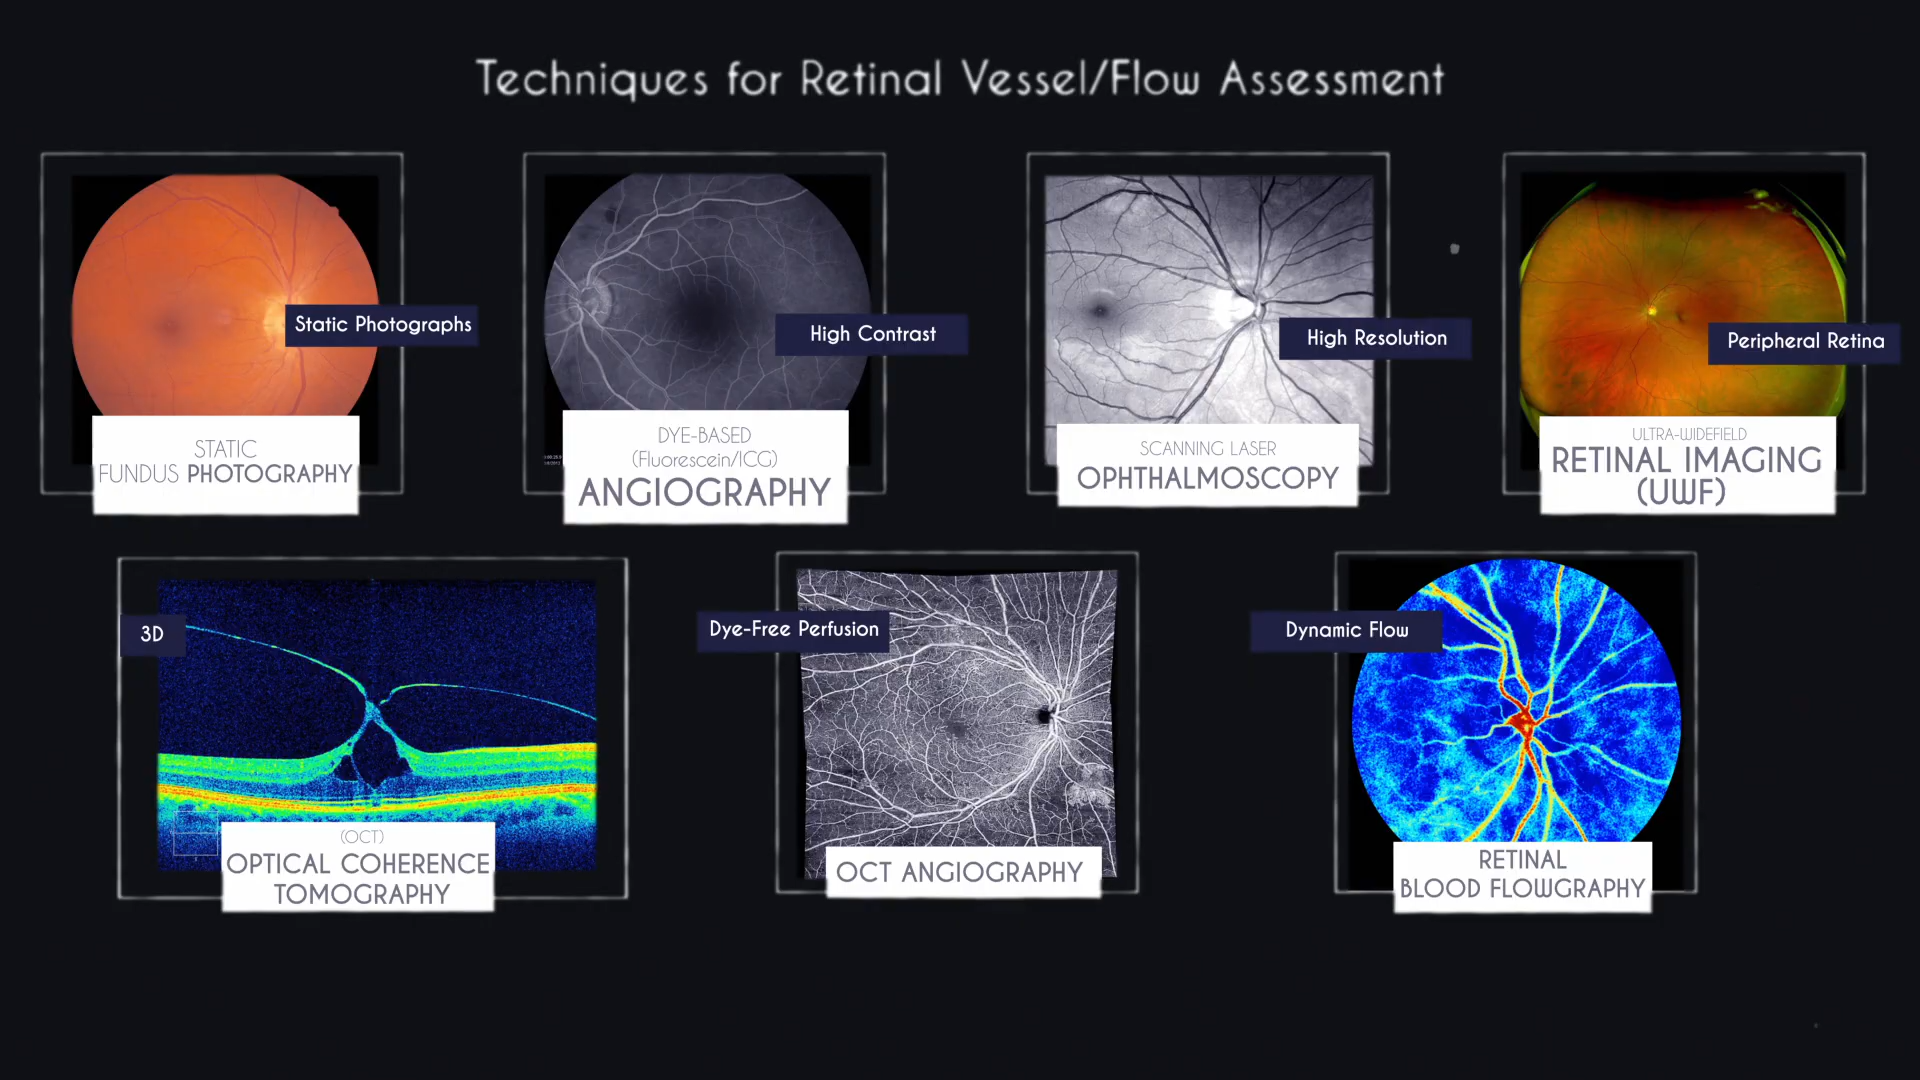 Techniques for Retinal Vessel/Flow Assessment
Static Photographs
STATIC
FUNDUS PHOTOGRAPHY
High Contrast
DYE-BASED
(Fluorescein/ICG)
ANGIOGRAPHY
High Resolution
SCANNING LASER
OPHTHALMOSCOPY
Peripheral Retina
ULTRA-WIDEFIELD
RETINAL IMAGING
(UWF)
3D
(OCT)
OPTICAL COHERENCE
TOMOGRAPHY
Dye-Free Perfusion
OCT ANGIOGRAPHY
Dynamic Flow
RETINAL
BLOOD FLOWGRAPHY